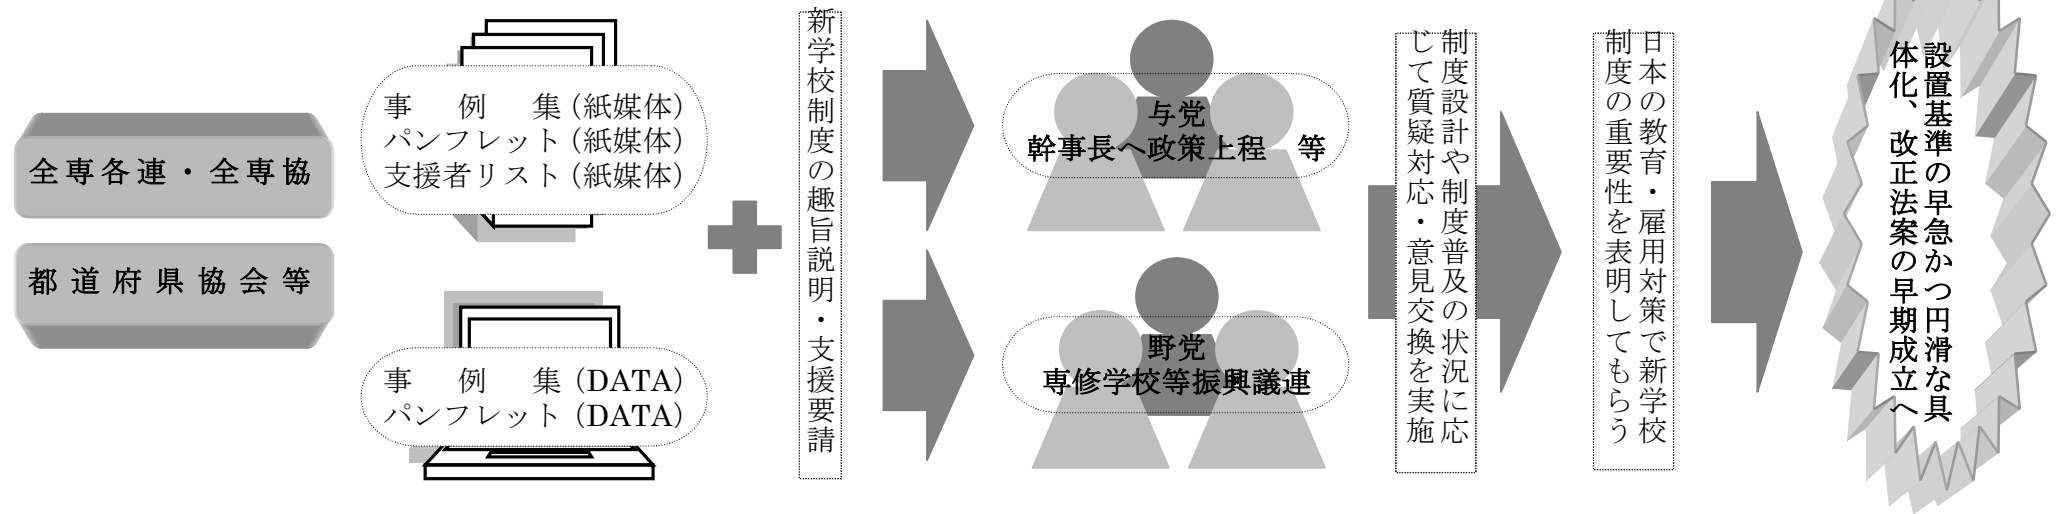 全専各連・全専協
都道府県協会等
事　例　集（紙媒体）
パンフレット（紙媒体）
支援者リスト（紙媒体）
事　例　集（DATA）
パンフレット（DATA）
新学校制度の趣旨説明・支援要請
与党
幹事長へ政策上程　等
野党
専修学校等振興議連
制度設計や制度普及の状況に応
じて質疑対応・意見交換を実施
日本の教育・雇用対策で新学校
制度の重要性を表明してもらう
設置基準の早急かつ円滑な具
体化、改正法案の早期成立へ